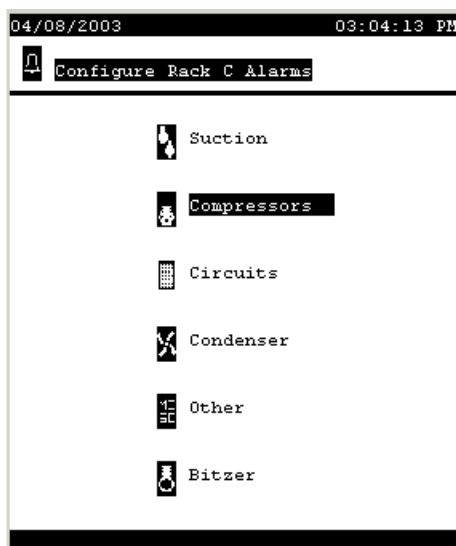 04/08/2003 03:04:13 PM
Configure Rack C Alarms
Suction
Compressors
Circuits
Condenser
Other
Bitzer